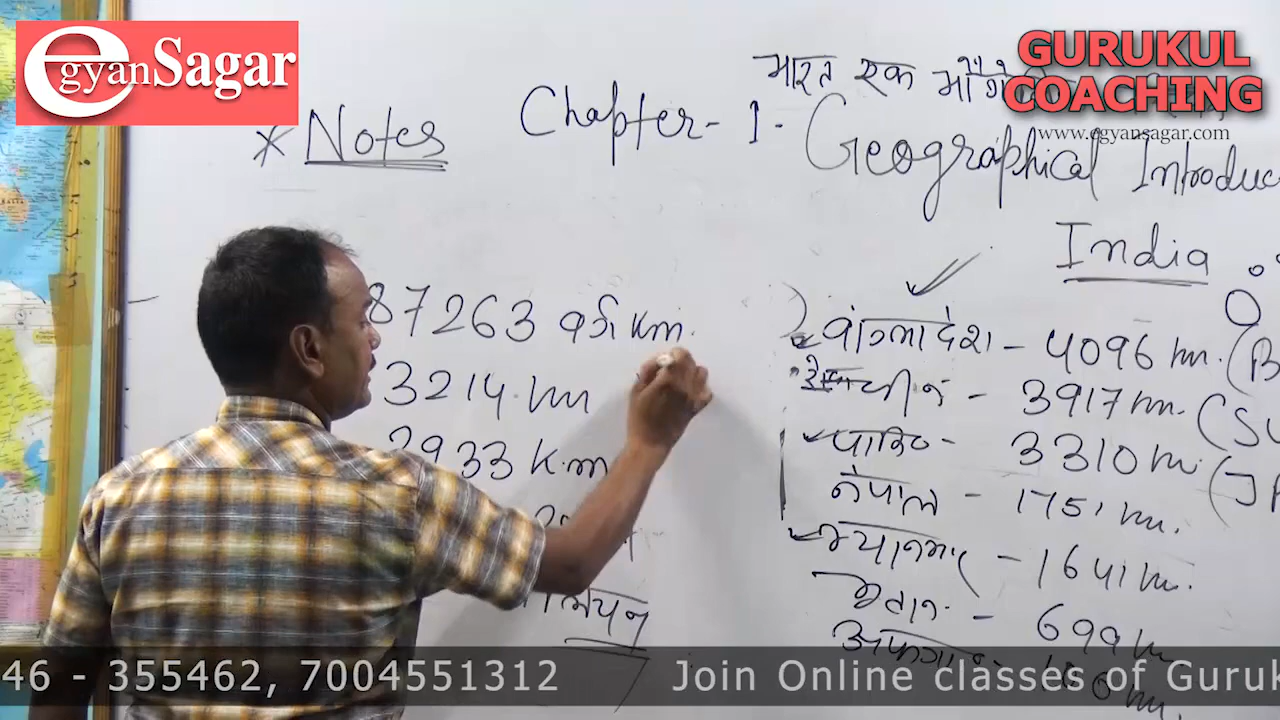 egyanSagar
GURUKUL
COACHING
www.egyansagar.com
भारत एक
* Notes
Chapter - 1.
Geographical Introduc
India
87263 वर्ग Km.
3214 km
2933 K.m
मिलियन
बांग्लादेश - 4096 km. (B
चीन - 3917 km. (
पाकि० - 3310 km. (
नेपाल - 1751 km.
म्यानमार - 1641 km.
भूटान - 699 km.
46 - 355462, 7004551312
Join Online classes of Guruk